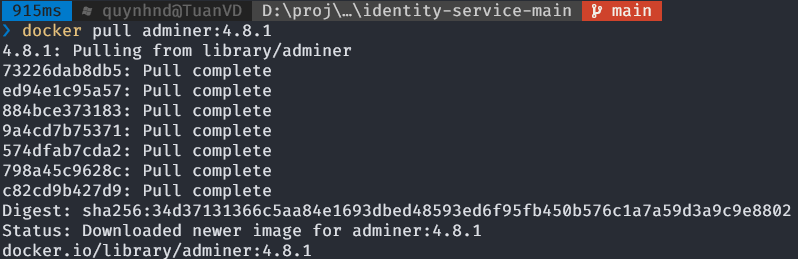 915ms quynhnd@TuanVD D:\proj\…\identity-service-main main
❯ docker pull adminer:4.8.1
4.8.1: Pulling from library/adminer
73226dab8db5: Pull complete
ed94e1c95a57: Pull complete
884bce373183: Pull complete
9a4cd7b75371: Pull complete
574dfab7cda2: Pull complete
798a45c9628c: Pull complete
c82cd9b427d9: Pull complete
Digest: sha256:34d37131366c5aa84e1693dbed48593ed6f95fb450b576c1a7a59d3a9c9e8802
Status: Downloaded newer image for adminer:4.8.1
docker.io/library/adminer:4.8.1